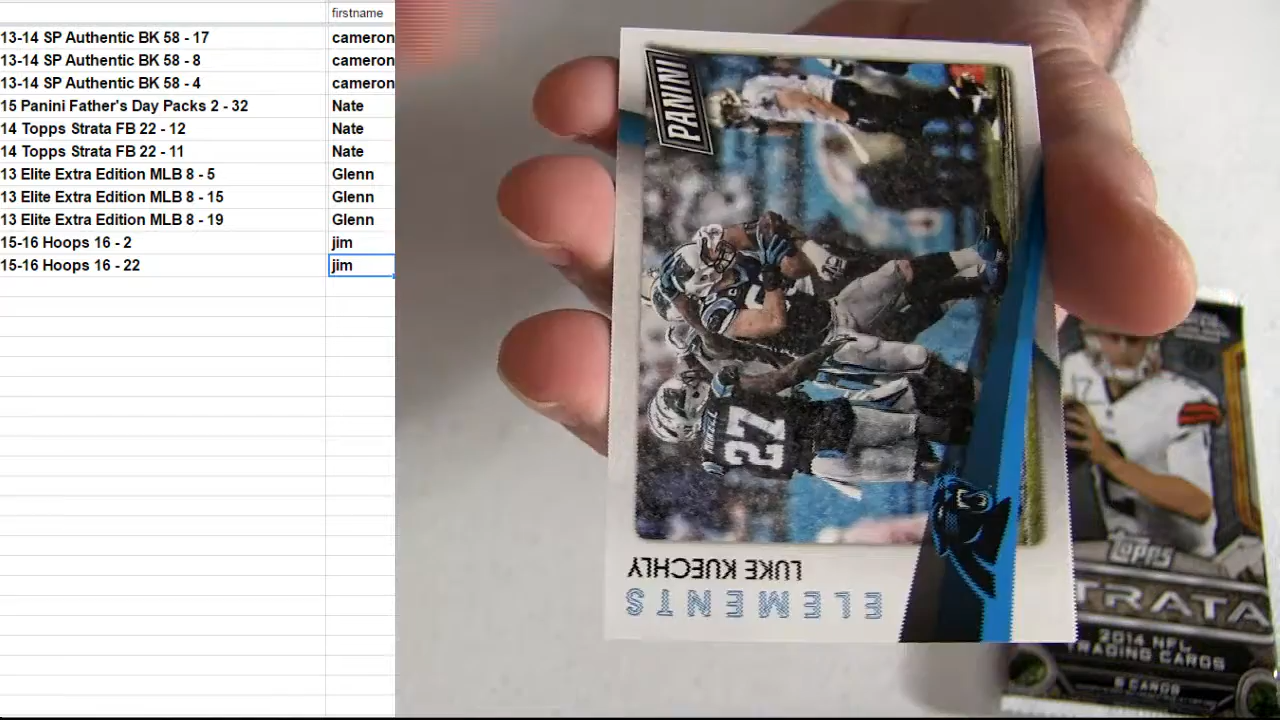 firstname
13-14 SP Authentic BK 58 - 17 cameron
13-14 SP Authentic BK 58 - 8 cameron
13-14 SP Authentic BK 58 - 4 cameron
15 Panini Father's Day Packs 2 - 32 Nate
14 Topps Strata FB 22 - 12 Nate
14 Topps Strata FB 22 - 11 Nate
13 Elite Extra Edition MLB 8 - 5 Glenn
13 Elite Extra Edition MLB 8 - 15 Glenn
13 Elite Extra Edition MLB 8 - 19 Glenn
15-16 Hoops 16 - 2 jim
15-16 Hoops 16 - 22 jim
PANINI
27
LUKE KUECHLY
ELEMENTS
Topps
TRATA
2014 NFL
TRADING CARDS
CARDS